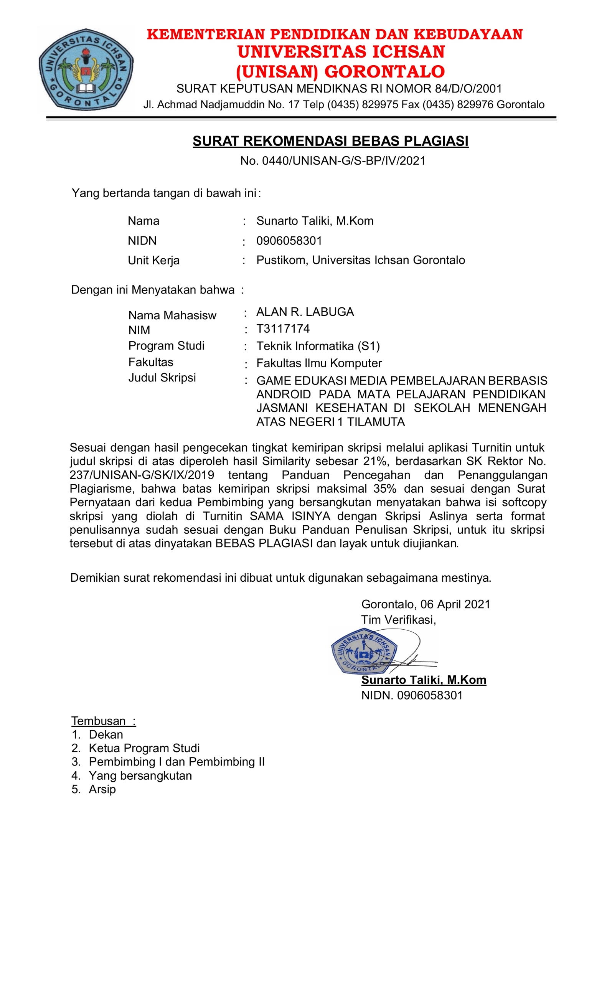 UNIVERSITAS ICHSAN
GORONTALO
KEMENTERIAN PENDIDIKAN DAN KEBUDAYAAN
UNIVERSITAS ICHSAN
(UNISAN) GORONTALO
SURAT KEPUTUSAN MENDIKNAS RI NOMOR 84/D/O/2001
Jl. Achmad Nadjamuddin No. 17 Telp (0435) 829975 Fax (0435) 829976 Gorontalo
SURAT REKOMENDASI BEBAS PLAGIASI
No. 0440/UNISAN-G/S-BP/IV/2021
Yang bertanda tangan di bawah ini :
Nama : Sunarto Taliki, M.Kom
NIDN : 0906058301
Unit Kerja : Pustikom, Universitas Ichsan Gorontalo
Dengan ini Menyatakan bahwa :
Nama Mahasisw : ALAN R. LABUGA
NIM : T3117174
Program Studi : Teknik Informatika (S1)
Fakultas : Fakultas Ilmu Komputer
Judul Skripsi : GAME EDUKASI MEDIA PEMBELAJARAN BERBASIS
ANDROID PADA MATA PELAJARAN PENDIDIKAN
JASMANI KESEHATAN DI SEKOLAH MENENGAH
ATAS NEGERI 1 TILAMUTA
Sesuai dengan hasil pengecekan tingkat kemiripan skripsi melalui aplikasi Turnitin untuk
judul skripsi di atas diperoleh hasil Similarity sebesar 21%, berdasarkan SK Rektor No.
237/UNISAN-G/SK/IX/2019 tentang Panduan Pencegahan dan Penanggulangan
Plagiarisme, bahwa batas kemiripan skripsi maksimal 35% dan sesuai dengan Surat
Pernyataan dari kedua Pembimbing yang bersangkutan menyatakan bahwa isi softcopy
skripsi yang diolah di Turnitin SAMA ISINYA dengan Skripsi Aslinya serta format
penulisannya sudah sesuai dengan Buku Panduan Penulisan Skripsi, untuk itu skripsi
tersebut di atas dinyatakan BEBAS PLAGIASI dan layak untuk diujiankan.
Demikian surat rekomendasi ini dibuat untuk digunakan sebagaimana mestinya.
Gorontalo, 06 April 2021
Tim Verifikasi,
UNIVERSITAS ICHSAN
GORONTALO
Sunarto Taliki, M.Kom
NIDN. 0906058301
Tembusan :
1. Dekan
2. Ketua Program Studi
3. Pembimbing I dan Pembimbing II
4. Yang bersangkutan
5. Arsip